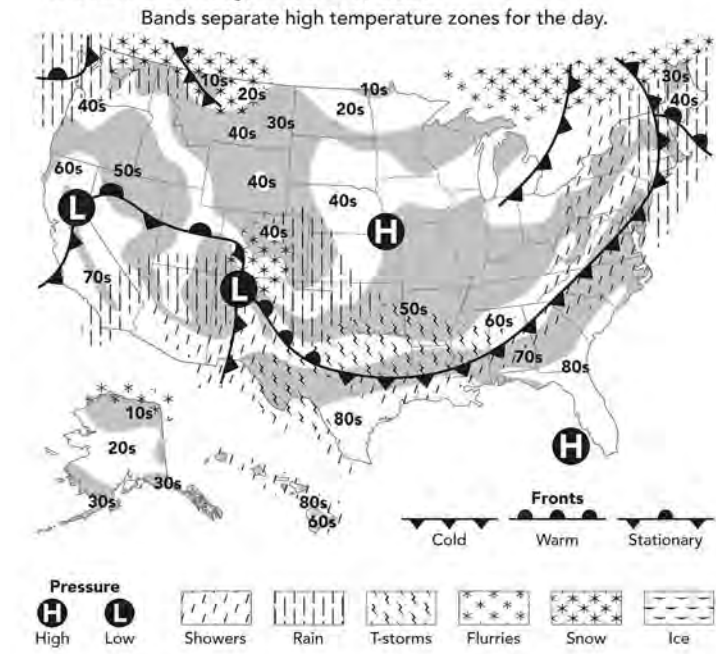 Bands separate high temperature zones for the day.
10s
20s
10s
20s
30s
40s
40s
30s
40s
60s
50s
40s
40s
L
H
40s
70s
L
50s
60s
70s
80s
80s
H
10s
20s
30s
30s
80s
60s
Fronts
Cold Warm Stationary
Pressure
H L
High Low Showers Rain T-storms Flurries Snow Ice